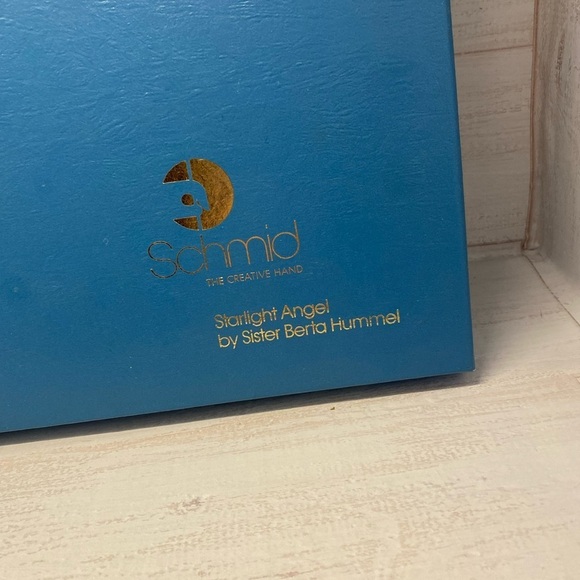 Schmid
THE CREATIVE HAND
Starlight Angel
by Sister Berta Hummel